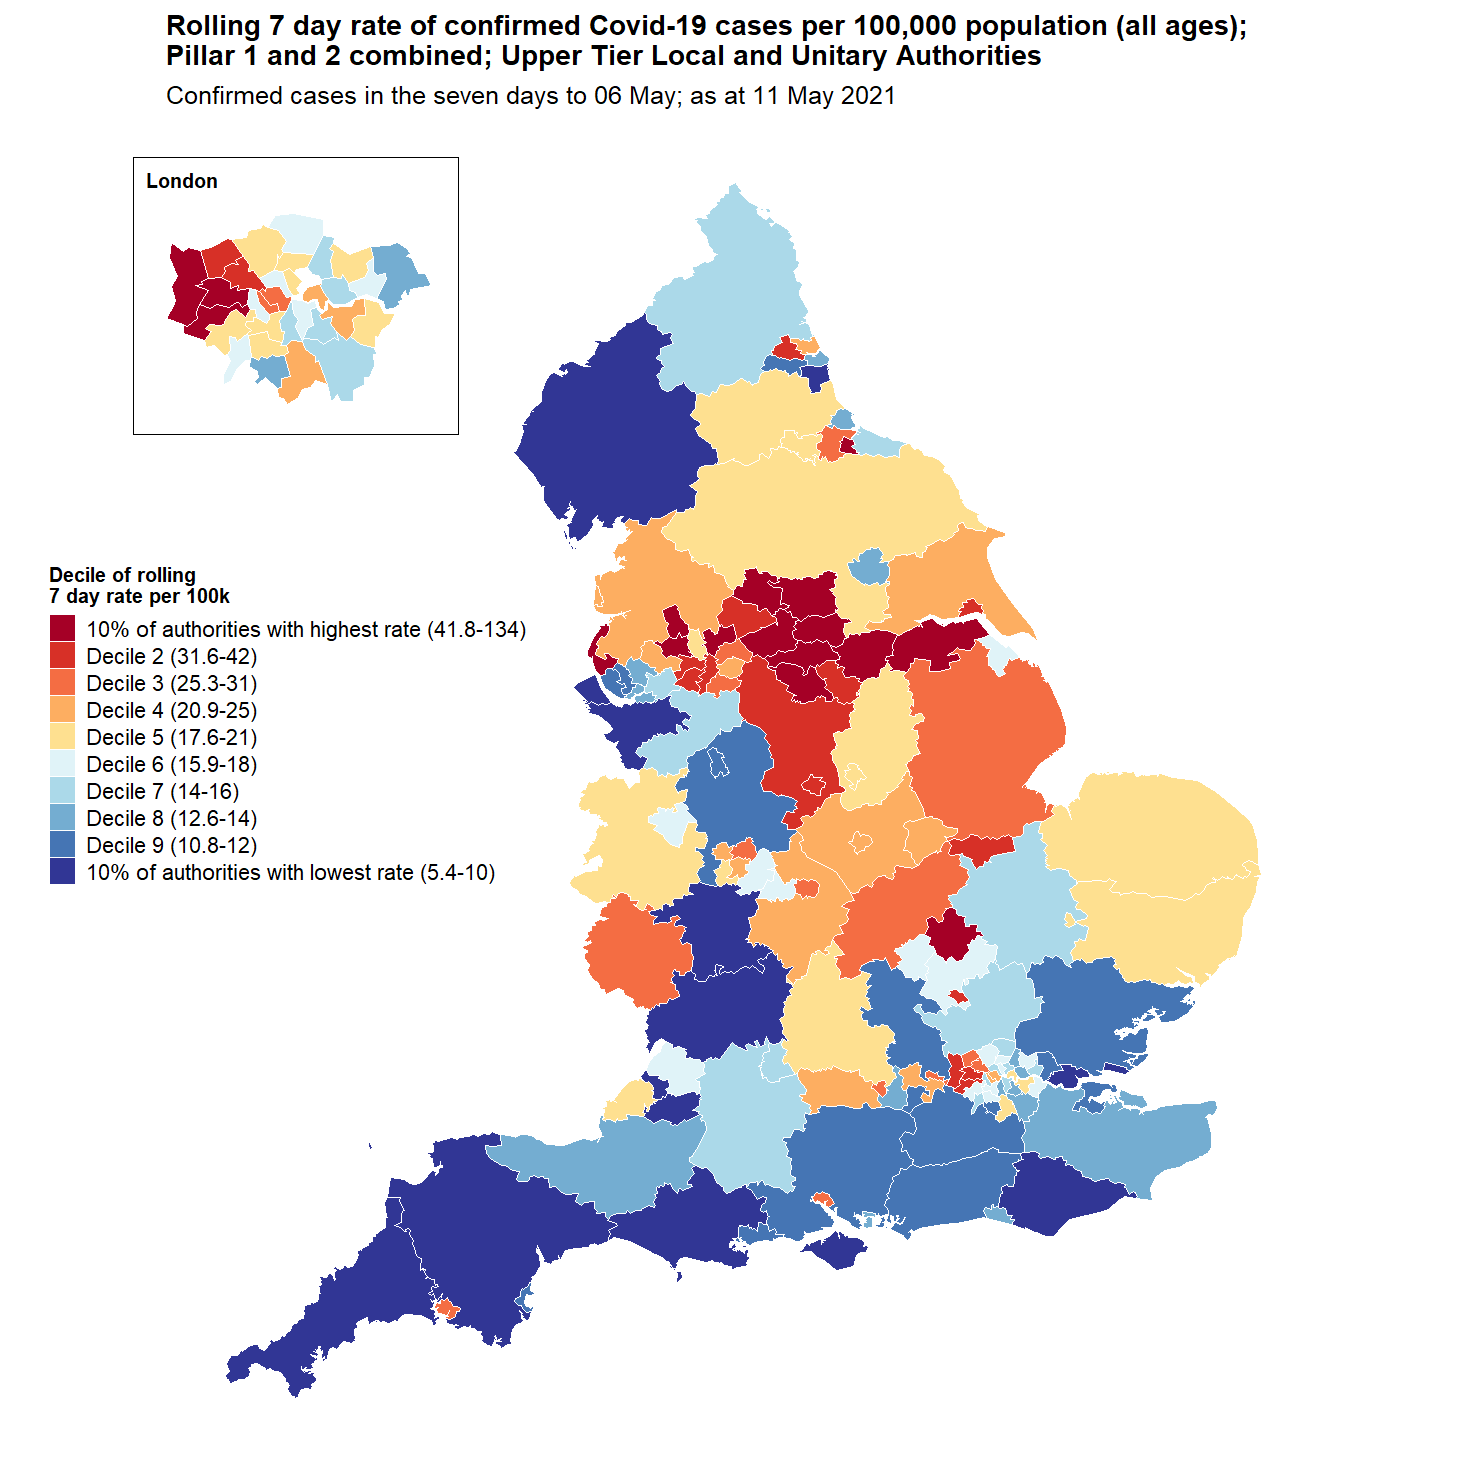 Rolling 7 day rate of confirmed Covid-19 cases per 100,000 population (all ages);
Pillar 1 and 2 combined; Upper Tier Local and Unitary Authorities
Confirmed cases in the seven days to 06 May; as at 11 May 2021
London
Decile of rolling
7 day rate per 100k
10% of authorities with highest rate (41.8-134)
Decile 2 (31.6-42)
Decile 3 (25.3-31)
Decile 4 (20.9-25)
Decile 5 (17.6-21)
Decile 6 (15.9-18)
Decile 7 (14-16)
Decile 8 (12.6-14)
Decile 9 (10.8-12)
10% of authorities with lowest rate (5.4-10)